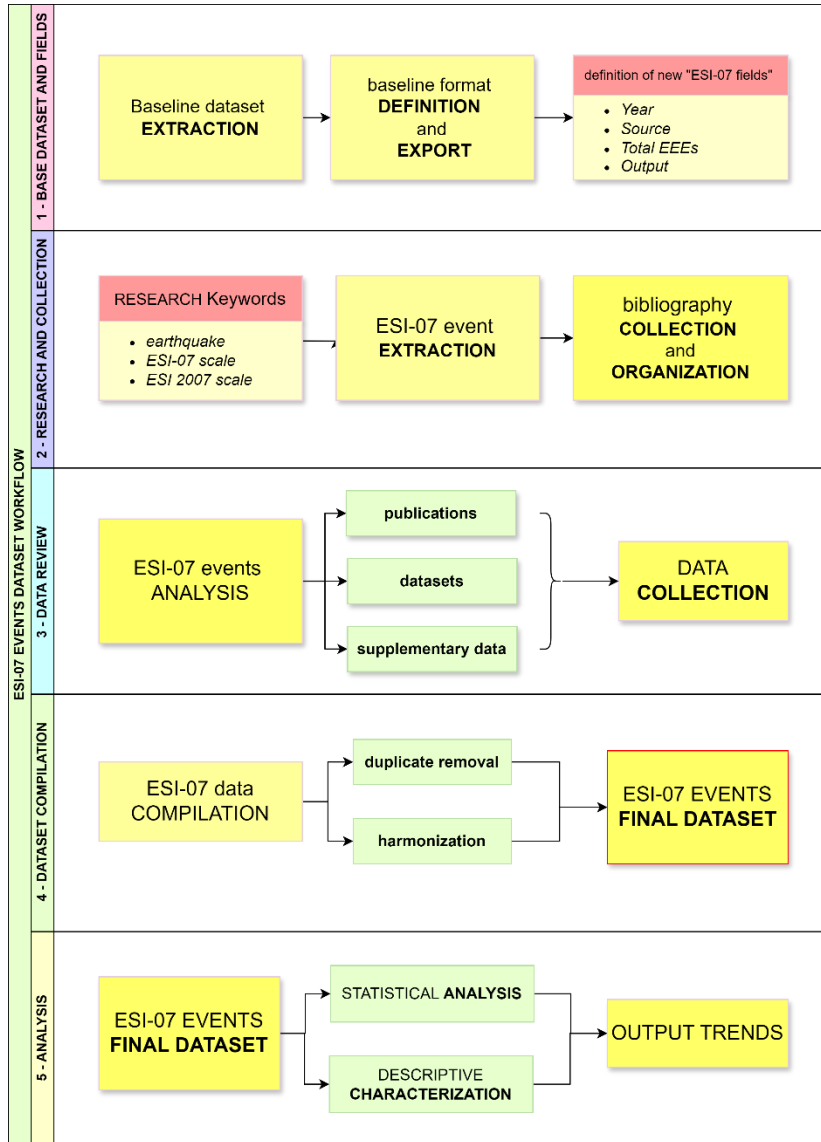 ESI-07 EVENTS DATASET WORKFLOW
1 - BASE DATASET AND FIELDS
Baseline dataset
EXTRACTION
baseline format
DEFINITION
and
EXPORT
definition of new "ESI-07 fields"
• Year
• Source
• Total EEEs
• Output
2 - RESEARCH AND COLLECTION
RESEARCH Keywords
• earthquake
• ESI-07 scale
• ESI 2007 scale
ESI-07 event
EXTRACTION
bibliography
COLLECTION
and
ORGANIZATION
3 - DATA REVIEW
ESI-07 events
ANALYSIS
publications
datasets
supplementary data
DATA
COLLECTION
4 - DATASET COMPILATION
ESI-07 data
COMPILATION
duplicate removal
harmonization
ESI-07 EVENTS
FINAL DATASET
5 - ANALYSIS
ESI-07 EVENTS
FINAL DATASET
STATISTICAL ANALYSIS
DESCRIPTIVE
CHARACTERIZATION
OUTPUT TRENDS